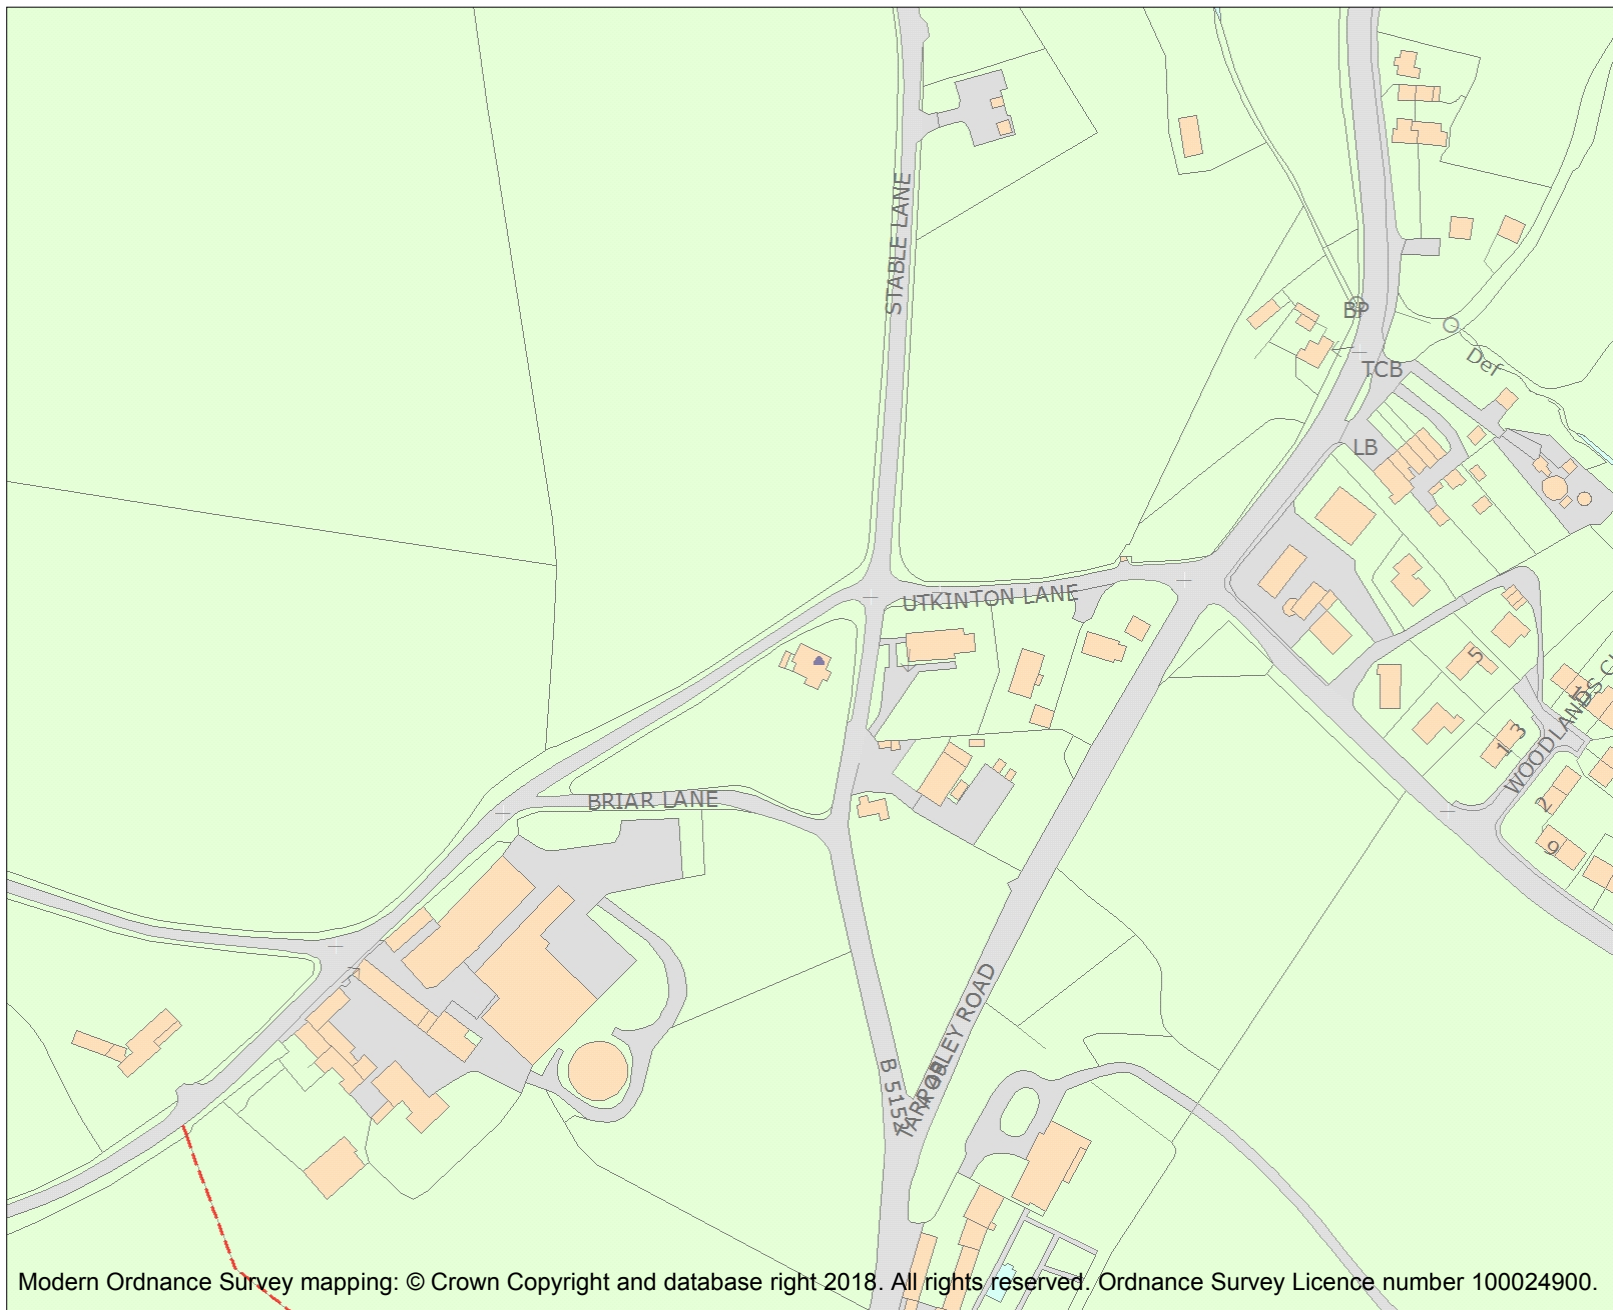 STABLE LANE
BP
TCB
Def
LB
UTKINTON LANE
5
1
3
2
9
BRIAR LANE
TARPORLEY ROAD
B 5152
Modern Ordnance Survey mapping: © Crown Copyright and database right 2018. All rights reserved. Ordnance Survey Licence number 100024900.